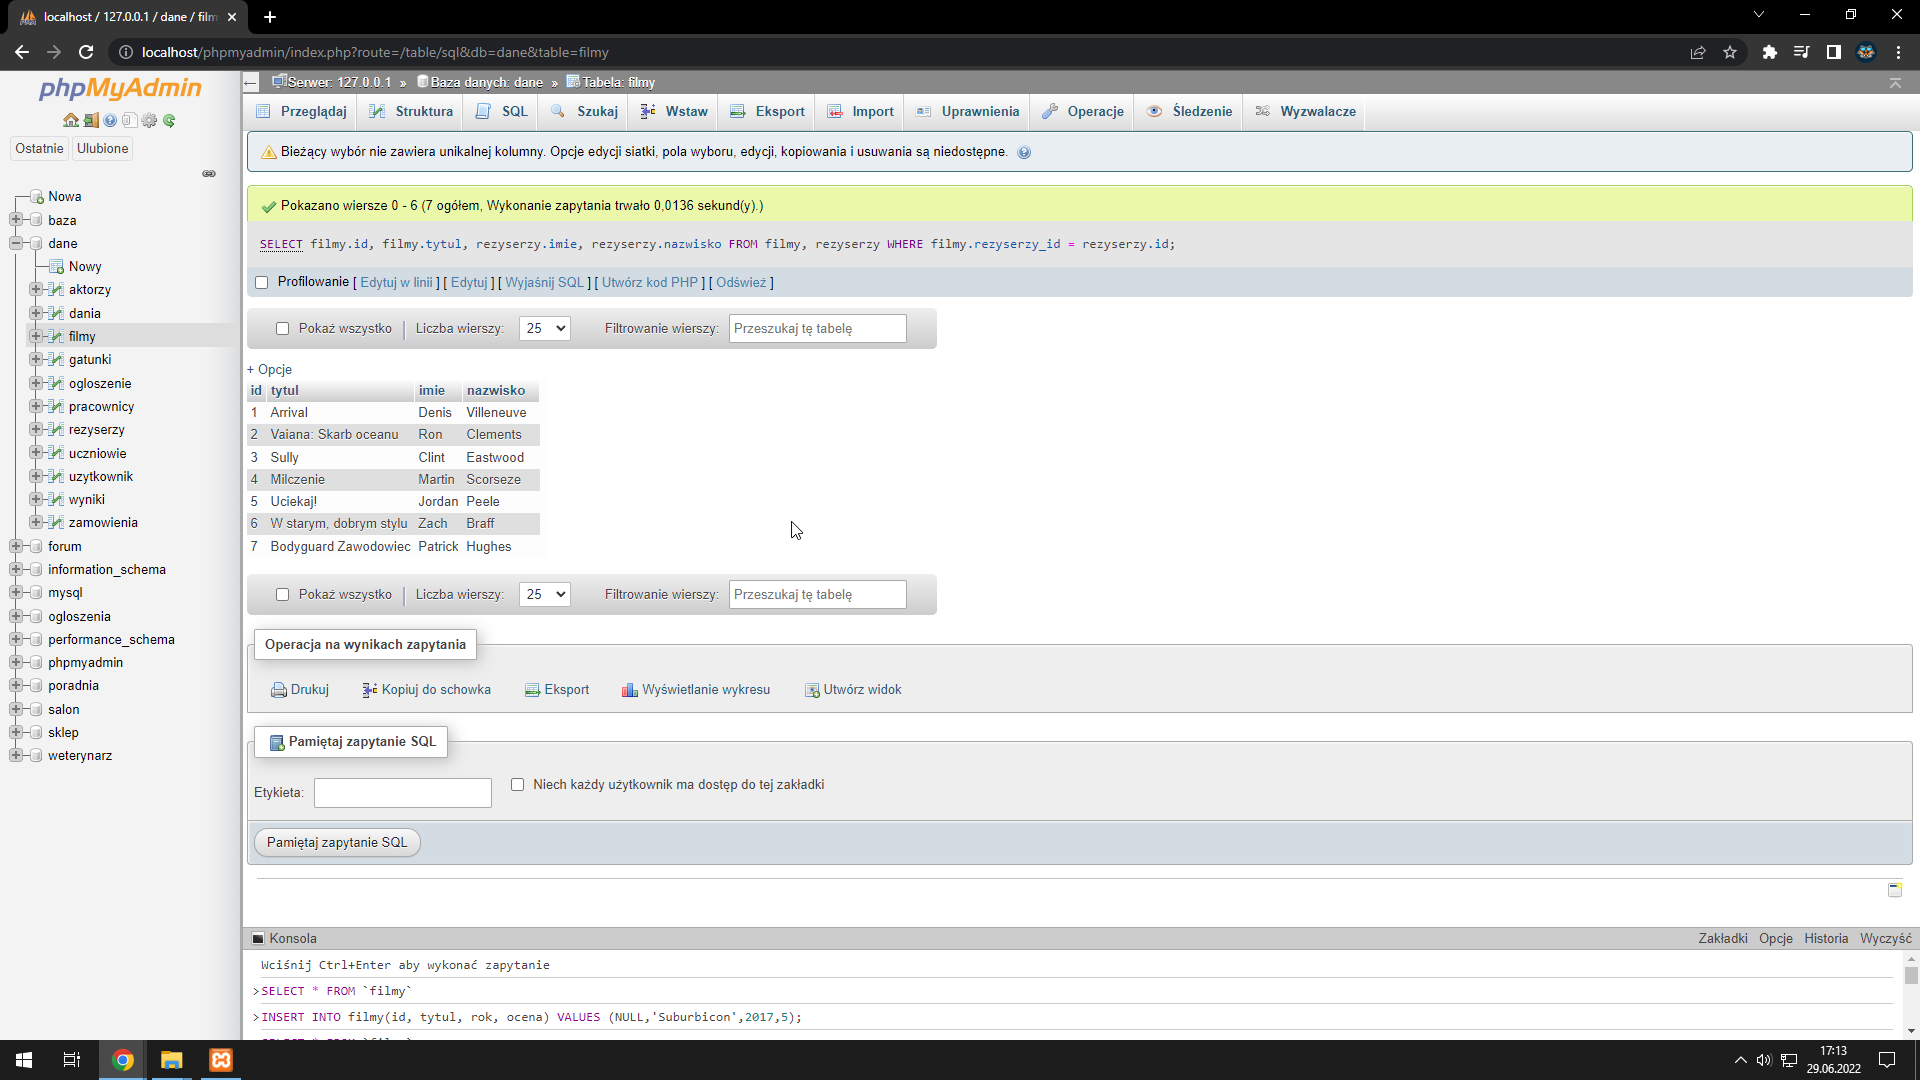 localhost / 127.0.0.1 / dane / film
localhost/phpmyadmin/index.php?route=/table/sql&db=dane&table=filmy
phpMyAdmin
Ostatnie
Ulubione
Nowa
baza
dane
Nowy
aktorzy
dania
filmy
gatunki
ogloszenie
pracownicy
rezyserzy
uczniowie
uzytkownik
wyniki
zamowienia
forum
information_schema
mysql
ogloszenia
performance_schema
phpmyadmin
poradnia
salon
sklep
weterynarz
Serwer: 127.0.0.1 » Baza danych: dane » Tabela: filmy
Przeglądaj Struktura SQL Szukaj Wstaw Eksport Import Uprawnienia Operacje Śledzenie Wyzwalacze
Bieżący wybór nie zawiera unikalnej kolumny. Opcje edycji siatki, pola wyboru, edycji, kopiowania i usuwania są niedostępne.
Pokazano wiersze 0 - 6 (7 ogółem, Wykonanie zapytania trwało 0,0136 sekund(y).)
SELECT filmy.id, filmy.tytul, rezyserzy.imie, rezyserzy.nazwisko FROM filmy, rezyserzy WHERE filmy.rezyserzy_id = rezyserzy.id;
Profilowanie [ Edytuj w linii ] [ Edytuj ] [ Wyjaśnij SQL ] [ Utwórz kod PHP ] [ Odśwież ]
Pokaż wszystko | Liczba wierszy: 25 Filtrowanie wierszy: Przeszukaj tę tabelę
+ Opcje
id tytul imie nazwisko
1 Arrival Denis Villeneuve
2 Vaiana: Skarb oceanu Ron Clements
3 Sully Clint Eastwood
4 Milczenie Martin Scorseze
5 Uciekaj! Jordan Peele
6 W starym, dobrym stylu Zach Braff
7 Bodyguard Zawodowiec Patrick Hughes
Pokaż wszystko | Liczba wierszy: 25 Filtrowanie wierszy: Przeszukaj tę tabelę
Operacja na wynikach zapytania
Drukuj Kopiuj do schowka Eksport Wyświetlanie wykresu Utwórz widok
Pamiętaj zapytanie SQL
Etykieta: Niech każdy użytkownik ma dostęp do tej zakładki
Pamiętaj zapytanie SQL
Konsola Zakładki Opcje Historia Wyczyść
Wciśnij Ctrl+Enter aby wykonać zapytanie
>SELECT * FROM `filmy`
>INSERT INTO filmy(id, tytul, rok, ocena) VALUES (NULL,'Suburbicon',2017,5);
17:13
29.06.2022